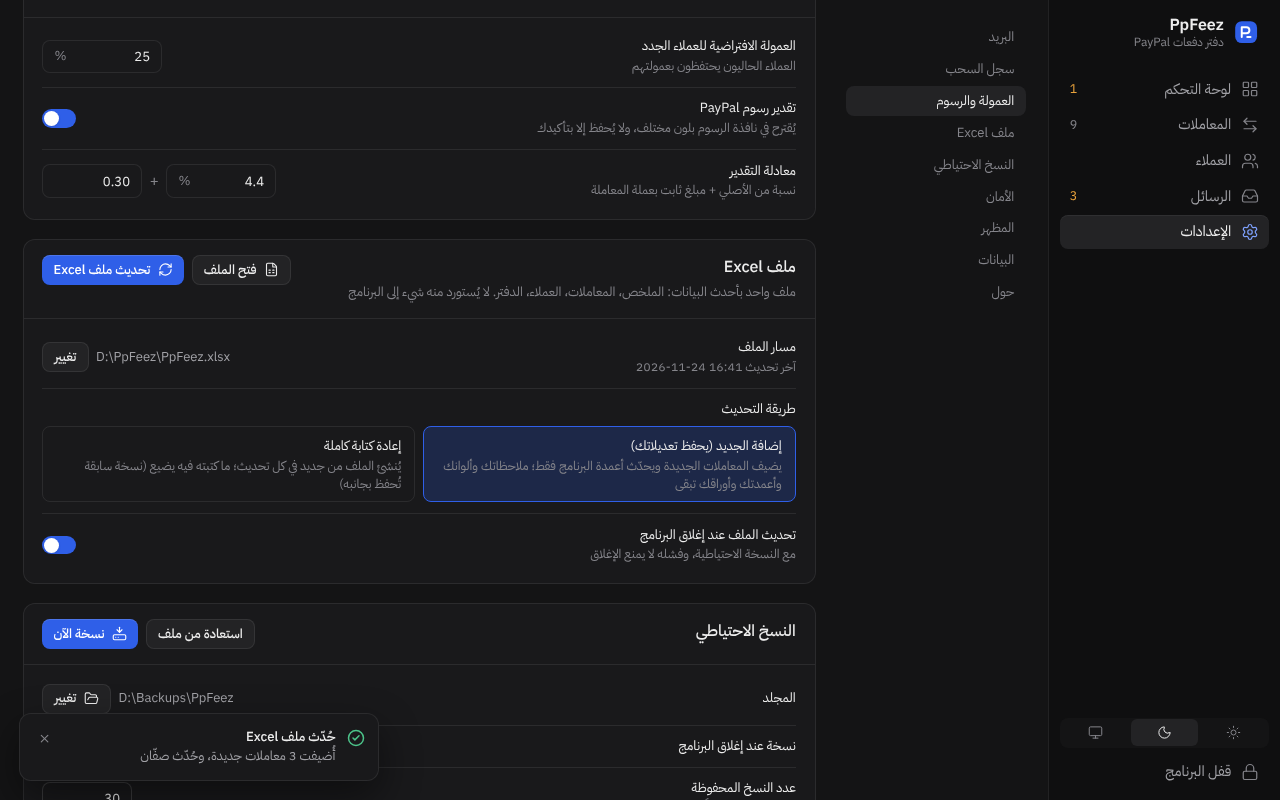 PpFeez
دفتر دفعات PayPal
لوحة التحكم 1
المعاملات 9
العملاء
الرسائل 3
الإعدادات
قفل البرنامج
البريد
سجل السحب
العمولة والرسوم
ملف Excel
النسخ الاحتياطي
الأمان
المظهر
البيانات
حول
العمولة الافتراضية للعملاء الجدد
العملاء الحاليون يحتفظون بعمولتهم
25 %
تقدير رسوم PayPal
يُقترح في نافذة الرسوم بلون مختلف، ولا يُحفظ إلا بتأكيدك
معادلة التقدير
نسبة من الأصلي + مبلغ ثابت بعملة المعاملة
4.4 % + 0.30
ملف Excel
ملف واحد بأحدث البيانات: الملخص، المعاملات، العملاء، الدفتر. لا يُستورد منه شيء إلى البرنامج
فتح الملف
تحديث ملف Excel
مسار الملف
آخر تحديث 2026-11-24 16:41
D:\PpFeez\PpFeez.xlsx
تغيير
طريقة التحديث
إضافة الجديد (يحفظ تعديلاتك)
يضيف المعاملات الجديدة ويحدّث أعمدة البرنامج فقط؛ ملاحظاتك وألوانك
وأعمدتك وأوراقك تبقى
إعادة كتابة كاملة
يُنشئ الملف من جديد في كل تحديث؛ ما كتبته فيه يضيع (نسخة سابقة
تُحفظ بجانبه)
تحديث الملف عند إغلاق البرنامج
مع النسخة الاحتياطية، وفشله لا يمنع الإغلاق
النسخ الاحتياطي
استعادة من ملف
نسخة الآن
المجلد
D:\Backups\PpFeez
تغيير
نسخة عند إغلاق البرنامج
عدد النسخ المحفوظة
30
حُدّث ملف Excel
أُضيفت 3 معاملات جديدة، وحُدّث صفّان